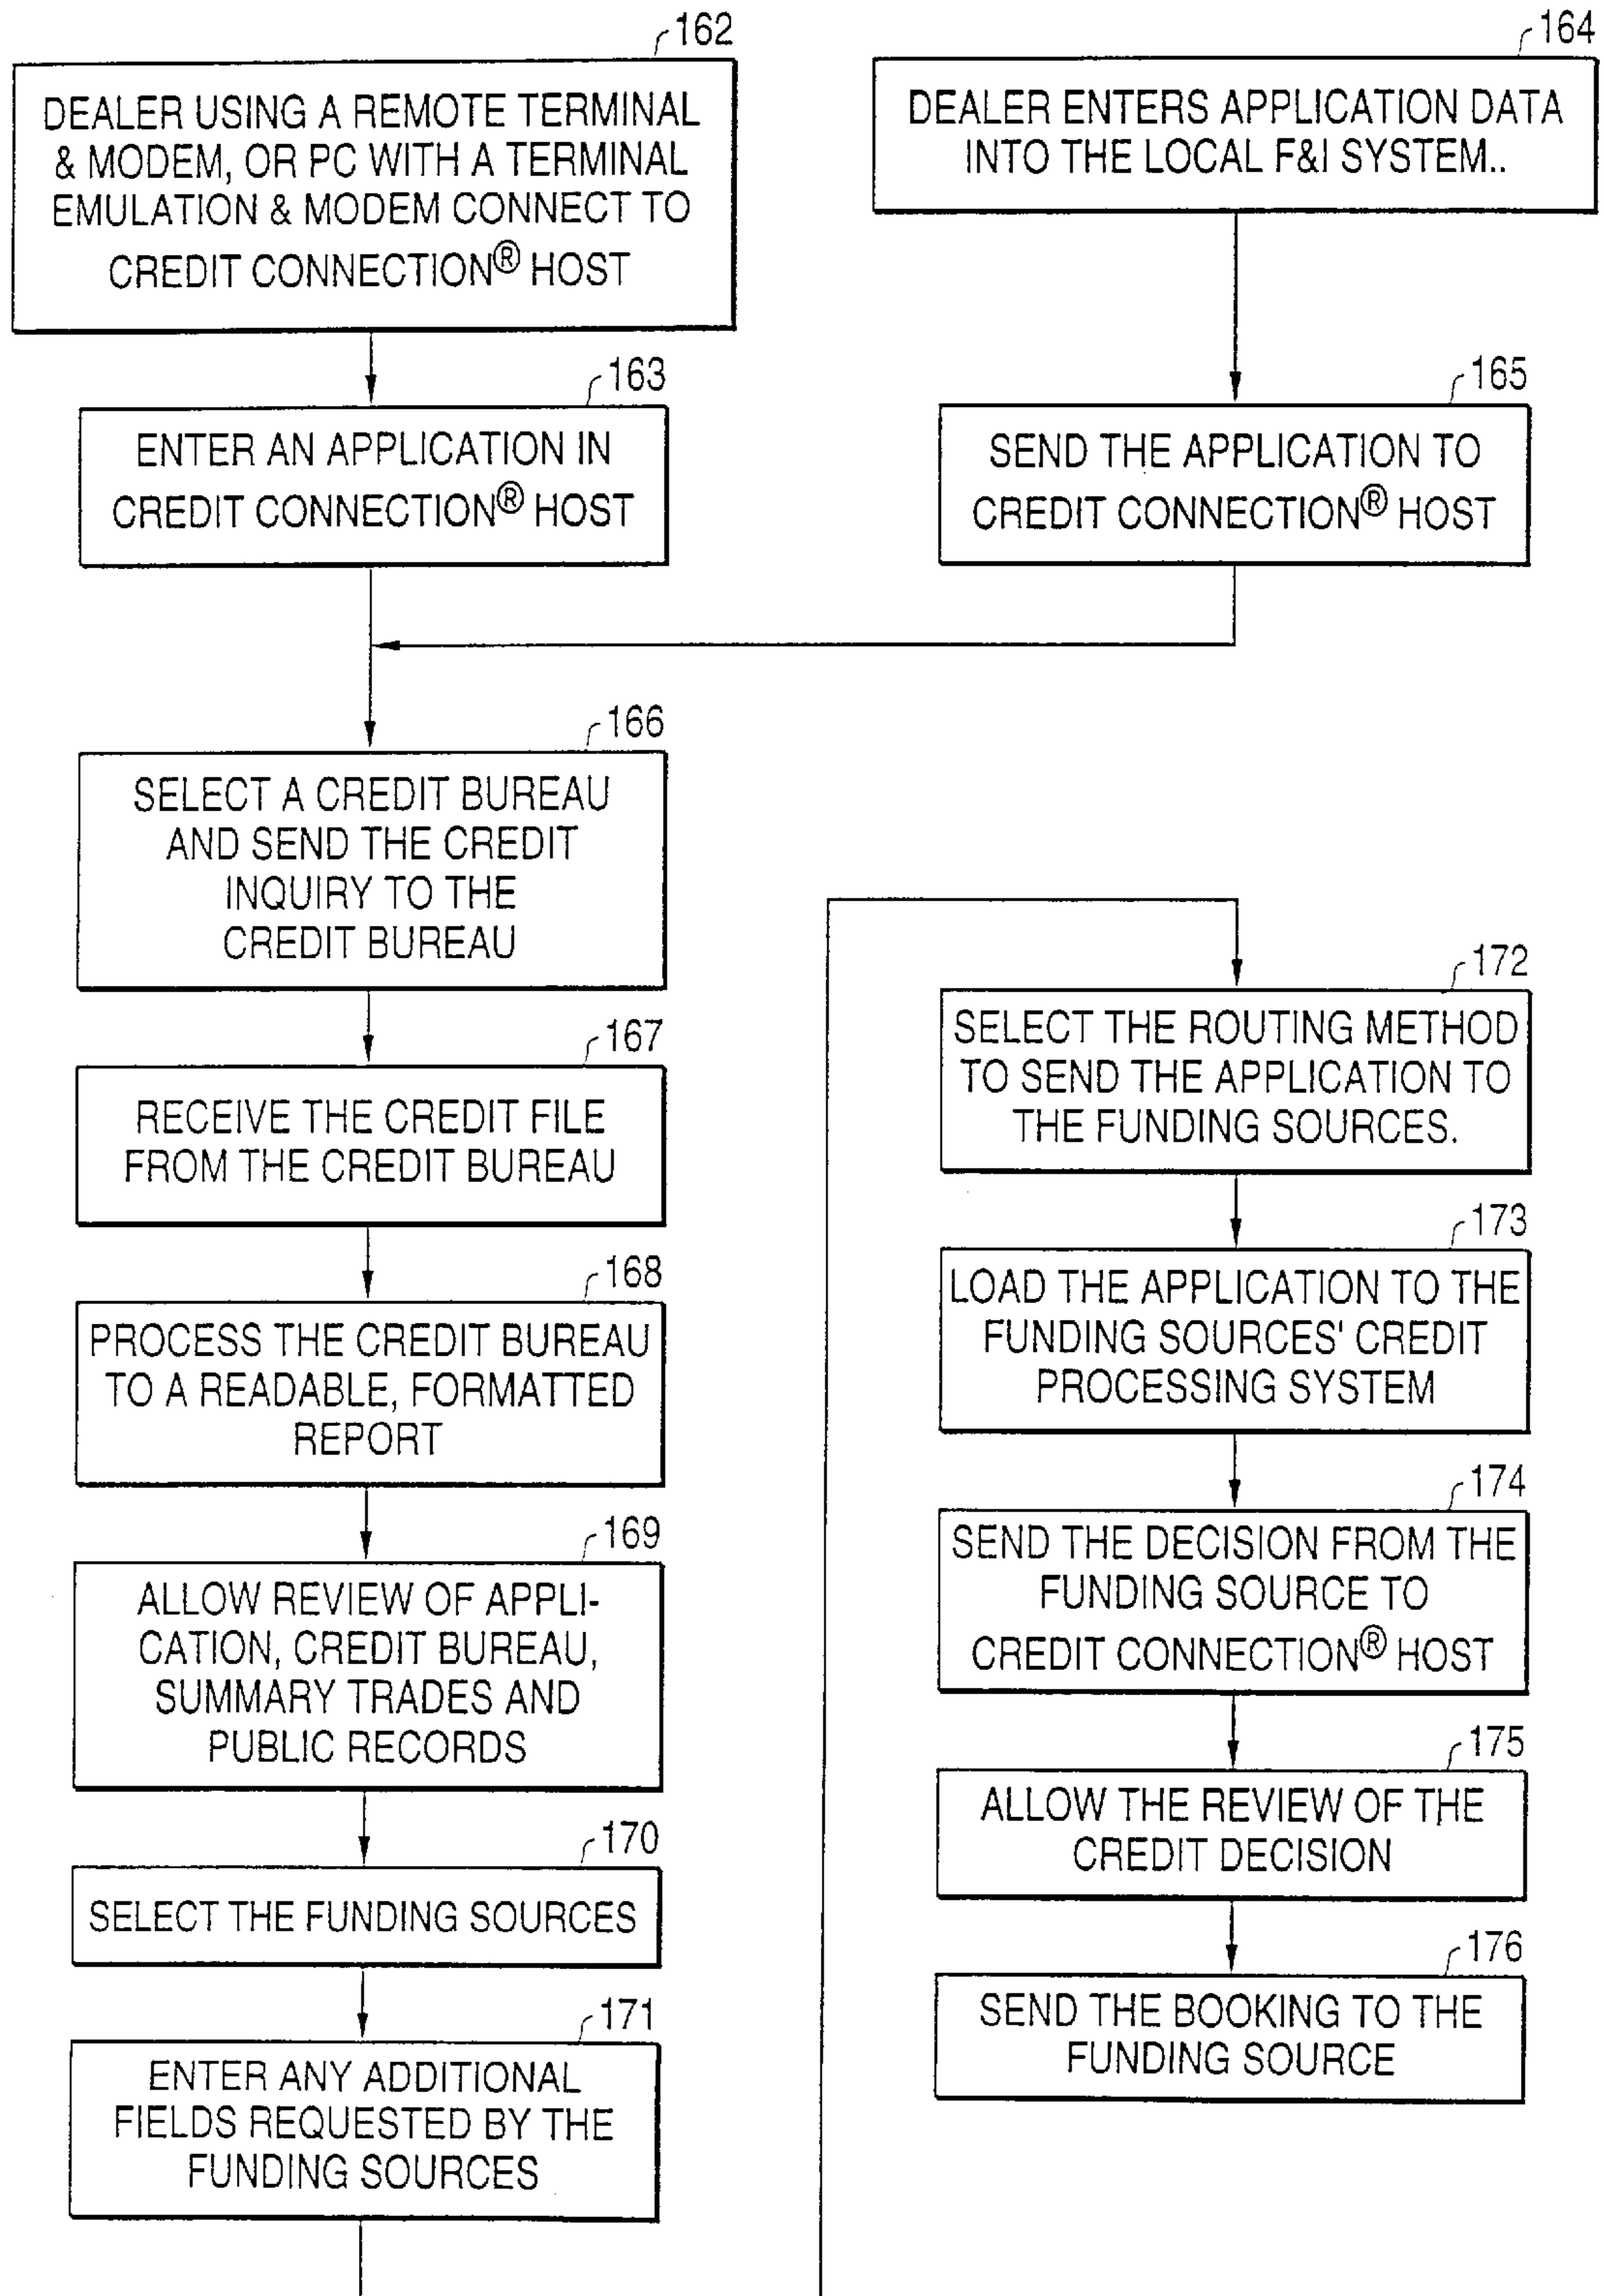 162
DEALER USING A REMOTE TERMINAL
& MODEM, OR PC WITH A TERMINAL
EMULATION & MODEM CONNECT TO
CREDIT CONNECTION® HOST
164
DEALER ENTERS APPLICATION DATA
INTO THE LOCAL F&I SYSTEM..
163
ENTER AN APPLICATION IN
CREDIT CONNECTION® HOST
165
SEND THE APPLICATION TO
CREDIT CONNECTION® HOST
166
SELECT A CREDIT BUREAU
AND SEND THE CREDIT
INQUIRY TO THE
CREDIT BUREAU
167
RECEIVE THE CREDIT FILE
FROM THE CREDIT BUREAU
168
PROCESS THE CREDIT BUREAU
TO A READABLE, FORMATTED
REPORT
169
ALLOW REVIEW OF APPLI-
CATION, CREDIT BUREAU,
SUMMARY TRADES AND
PUBLIC RECORDS
170
SELECT THE FUNDING SOURCES
171
ENTER ANY ADDITIONAL
FIELDS REQUESTED BY THE
FUNDING SOURCES
172
SELECT THE ROUTING METHOD
TO SEND THE APPLICATION TO
THE FUNDING SOURCES.
173
LOAD THE APPLICATION TO THE
FUNDING SOURCES' CREDIT
PROCESSING SYSTEM
174
SEND THE DECISION FROM THE
FUNDING SOURCE TO
CREDIT CONNECTION® HOST
175
ALLOW THE REVIEW OF THE
CREDIT DECISION
176
SEND THE BOOKING TO THE
FUNDING SOURCE